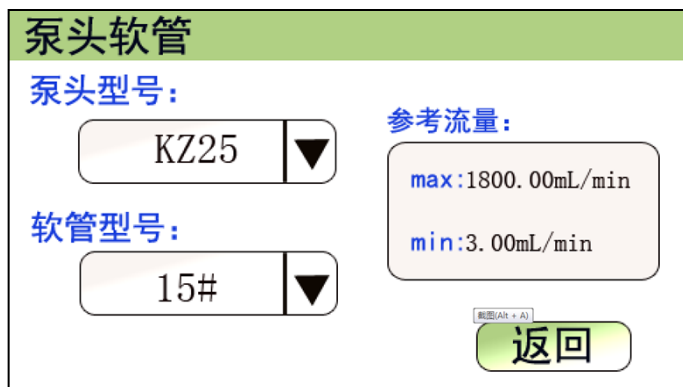 泵头软管
泵头型号：
KZ25
软管型号：
15#
参考流量：
max:1800.00mL/min
min:3.00mL/min
截图(Alt + A)
返回